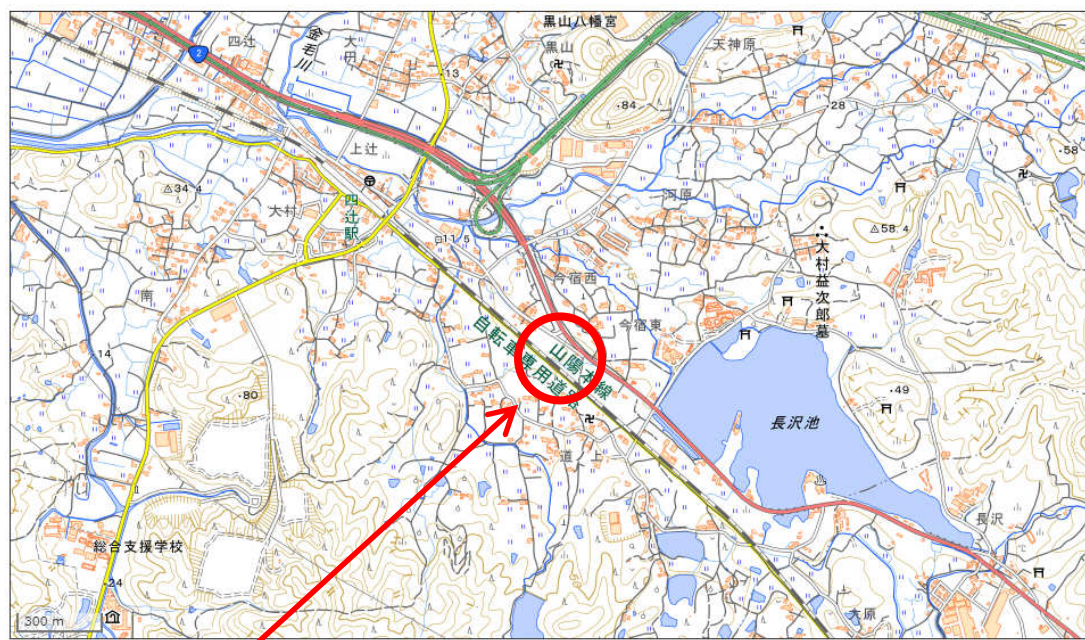 黒山八幡宮
四辻
金毛川
大円
黒山
天神原
2
13
84
28
58
上辻
34.4
四辻駅
大村
11.5
河原
58.4
大村益次郎墓
南
今宿西
今宿東
14
自転車専用道路
山陽本線
80
49
長沢池
道ノ上
長沢
総合支援学校
24
300 m
大原